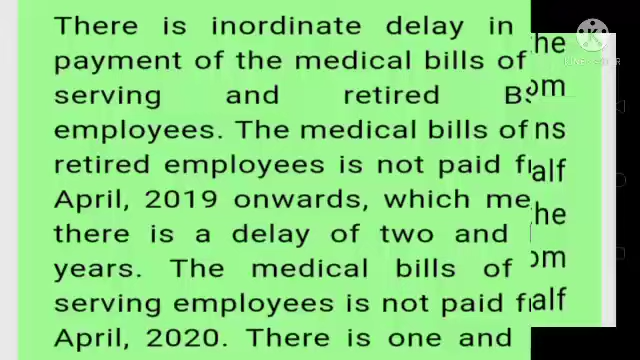 There is inordinate delay in
payment of the medical bills of
serving and retired
employees. The medical bills of
retired employees is not paid
April, 2019 onwards, which
there is a delay of two and
years. The medical bills of
serving employees is not paid
April, 2020. There is one and